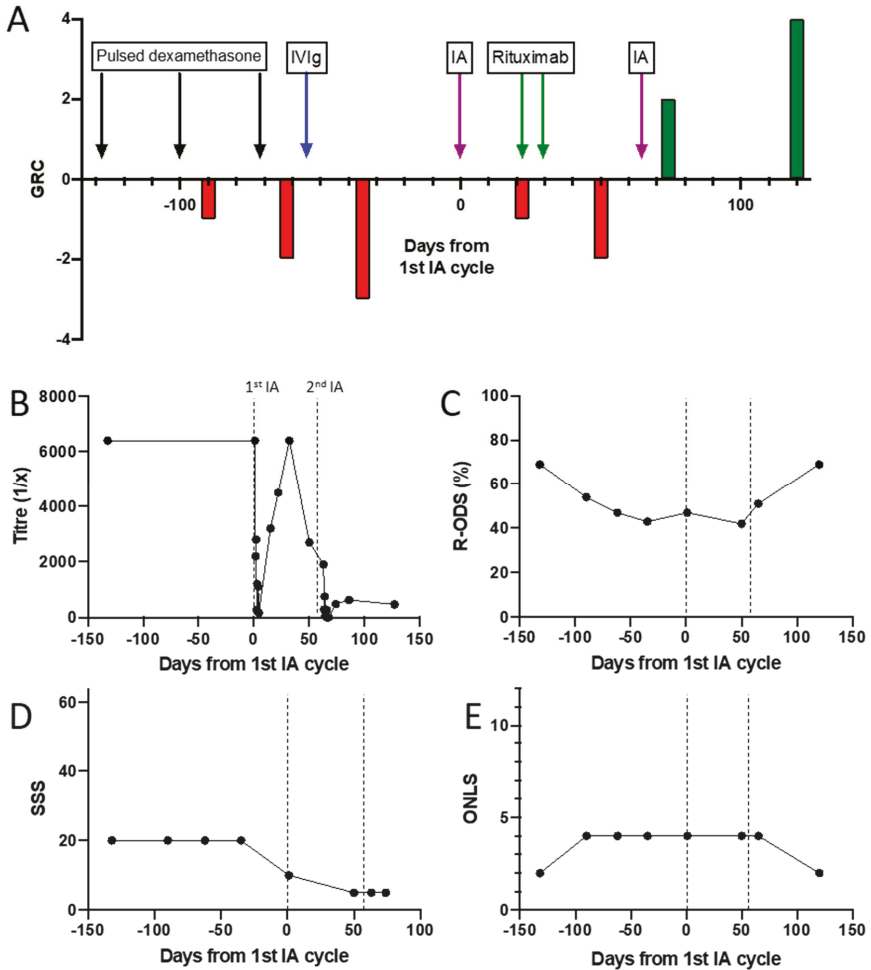 A
4
2
0
-2
-4
GRC
Pulsed dexamethasone
IVIg
IA
Rituximab
IA
-100
0
100
Days from
1st IA cycle
B
1st IA
2nd IA
8000
6000
4000
2000
0
Titre (1/x)
-150
-100
-50
0
50
100
150
Days from 1st IA cycle
C
100
80
60
40
20
0
R-ODS (%)
-150
-100
-50
0
50
100
150
Days from 1st IA cycle
D
60
40
20
0
SSS
-150
-100
-50
0
50
100
Days from 1st IA cycle
E
10
5
0
ONLS
-150
-100
-50
0
50
100
150
Days from 1st IA cycle